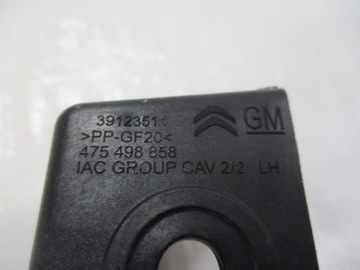 39123511
GM
>PP-GF20<
475 498 858
IAC GROUP CAV 2/2 LH